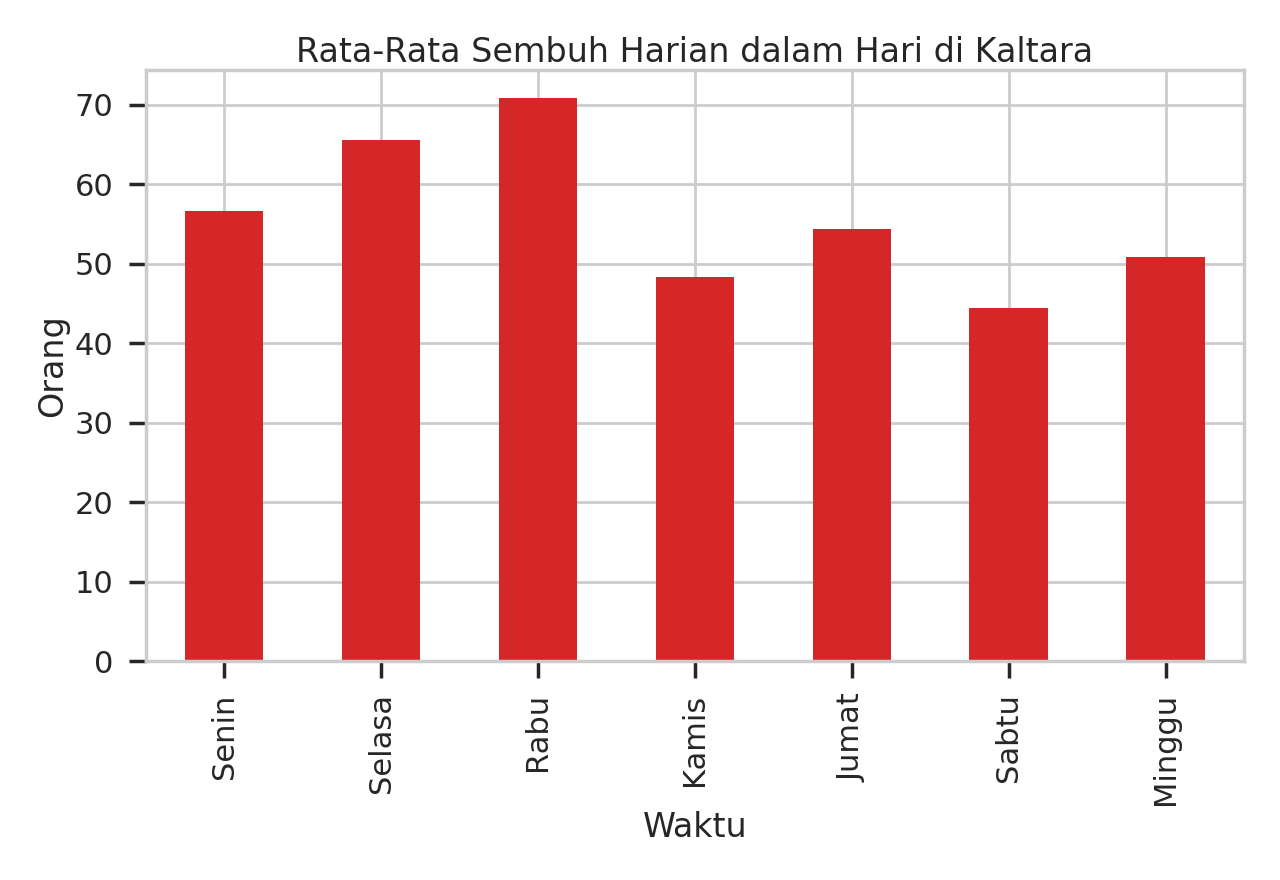 Rata-Rata Sembuh Harian dalam Hari di Kaltara
Orang
70
60
50
40
30
20
10
0
Senin
Selasa
Rabu
Kamis
Jumat
Sabtu
Minggu
Waktu